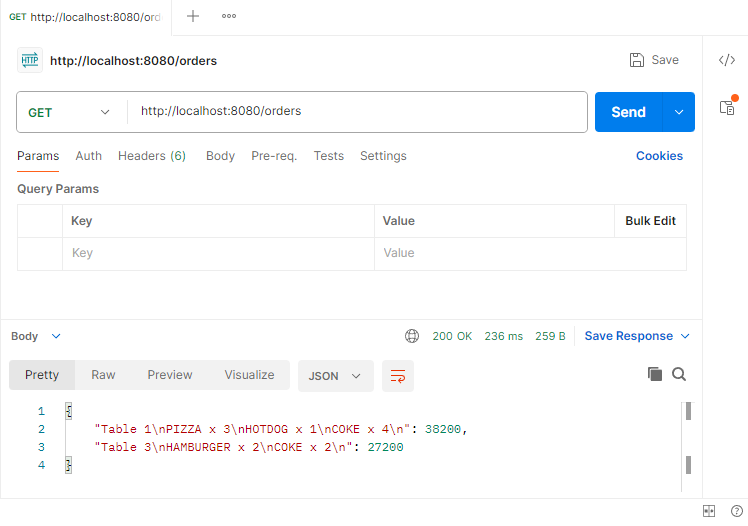 GET http://localhost:8080/ord
http://localhost:8080/orders
Save
GET
http://localhost:8080/orders
Send
Params Auth Headers (6) Body Pre-req. Tests Settings Cookies
Query Params
Key Value Bulk Edit
Key Value
Body 200 OK 236 ms 259 B Save Response
Pretty Raw Preview Visualize JSON
1 {
2 "Table 1\nPIZZA x 3\nHOTDOG x 1\nCOKE x 4\n": 38200,
3 "Table 3\nHAMBURGER x 2\nCOKE x 2\n": 27200
4 }